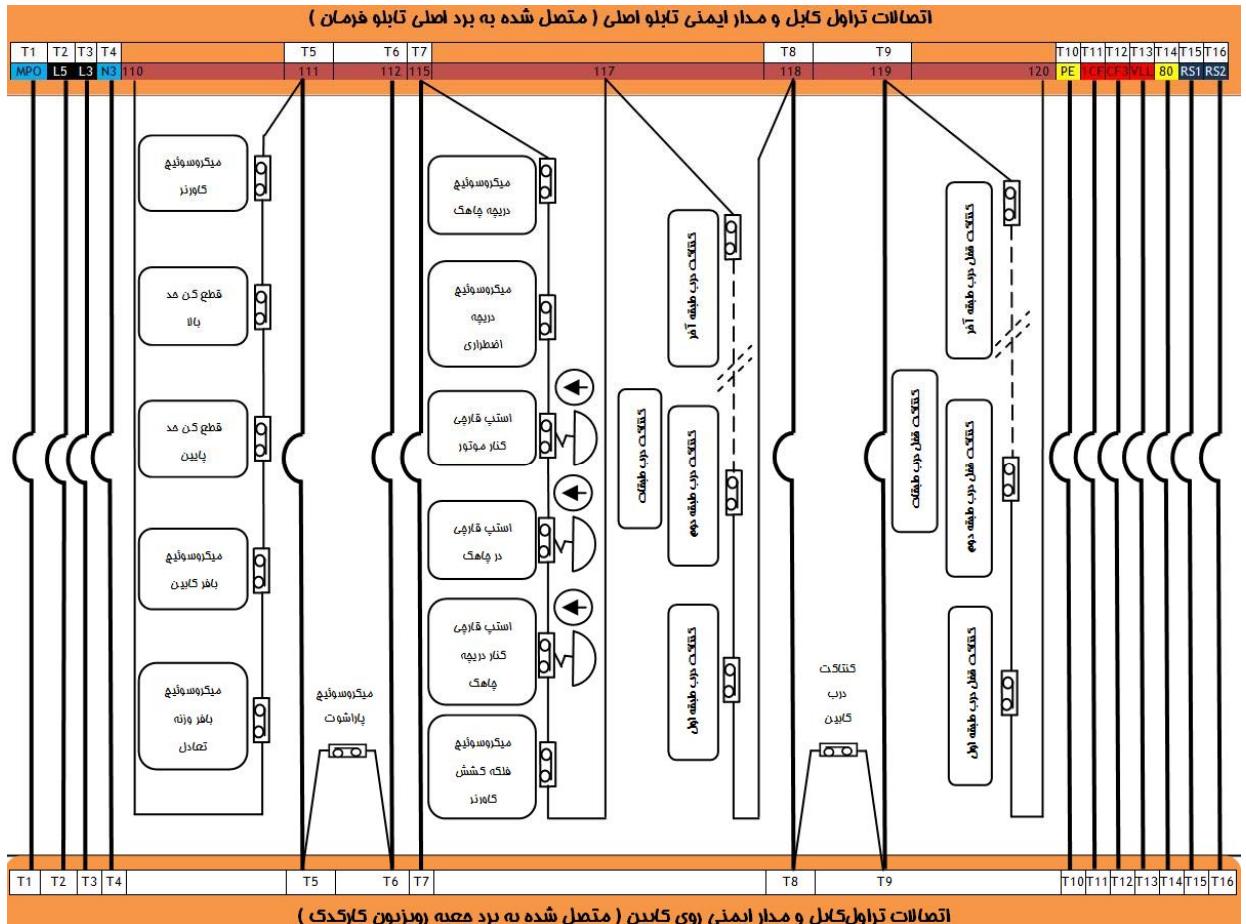 اتصالات تراول کابل و مدار ایمنی تابلو اصلی ( متصل شده به برد اصلی تابلو فرمان )
T1 T2 T3 T4 T5 T6 T7 T8 T9 T10 T11 T12 T13 T14 T15 T16
MPO L5 L3 N3 110 111 112 115 117 118 119 120 PE 1CF CF3 VLL 80 RS1 RS2
میکروسوئیچ
گاورنر
قطع کن حد
بالا
قطع کن حد
پایین
میکروسوئیچ
بافر کابین
میکروسوئیچ
بافر وزنه
تعادل
میکروسوئیچ
پاراشوت
میکروسوئیچ
دریچه چاهک
میکروسوئیچ
دریچه
اضطراری
استپ قارچی
کنار موتور
استپ قارچی
در چاهک
استپ قارچی
کنار دریچه
چاهک
میکروسوئیچ
فلکه کشش
گاورنر
کنتاکت درب طبقات
کنتاکت درب طبقه آخر
کنتاکت درب طبقه دوم
کنتاکت درب طبقه اول
کنتاکت
درب
کابین
کنتاکت قفل درب طبقات
کنتاکت قفل درب طبقه آخر
کنتاکت قفل درب طبقه دوم
کنتاکت قفل درب طبقه اول
T1 T2 T3 T4 T5 T6 T7 T8 T9 T10 T11 T12 T13 T14 T15 T16
اتصالات تراول‌کابل و مدار ایمنی روی کابین ( متصل شده به برد جعبه رویزیون کارکدک )